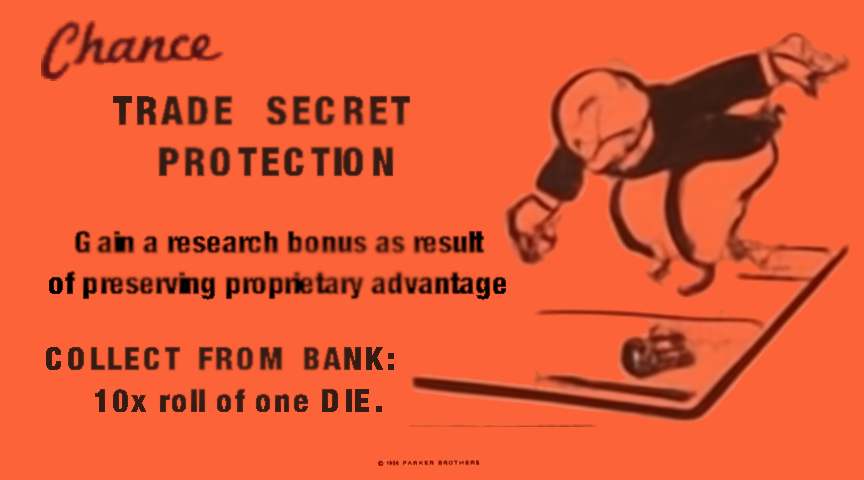 Chance
TRADE SECRET
PROTECTION
Gain a research bonus as result
of preserving proprietary advantage
COLLECT FROM BANK:
10x roll of one DIE.
© 1936 PARKER BROTHERS